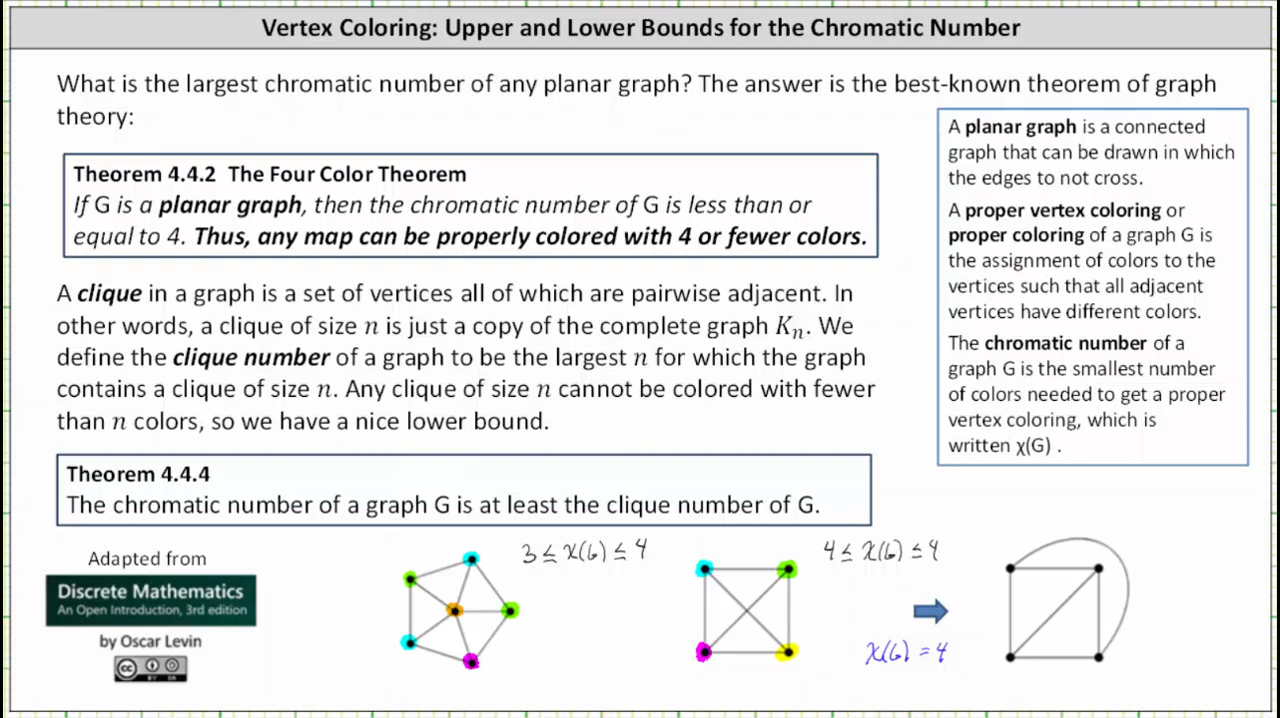 Vertex Coloring: Upper and Lower Bounds for the Chromatic Number
What is the largest chromatic number of any planar graph? The answer is the best-known theorem of graph
theory:
Theorem 4.4.2 The Four Color Theorem
If G is a planar graph, then the chromatic number of G is less than or
equal to 4. Thus, any map can be properly colored with 4 or fewer colors.
A clique in a graph is a set of vertices all of which are pairwise adjacent. In
other words, a clique of size n is just a copy of the complete graph Kₙ. We
define the clique number of a graph to be the largest n for which the graph
contains a clique of size n. Any clique of size n cannot be colored with fewer
than n colors, so we have a nice lower bound.
Theorem 4.4.4
The chromatic number of a graph G is at least the clique number of G.
A planar graph is a connected
graph that can be drawn in which
the edges to not cross.
A proper vertex coloring or
proper coloring of a graph G is
the assignment of colors to the
vertices such that all adjacent
vertices have different colors.
The chromatic number of a
graph G is the smallest number
of colors needed to get a proper
vertex coloring, which is
written χ(G) .
Adapted from
Discrete Mathematics
An Open Introduction, 3rd edition
by Oscar Levin
cc
BY SA
3 ≤ χ(G) ≤ 4
4 ≤ χ(G) ≤ 4
χ(G) = 4